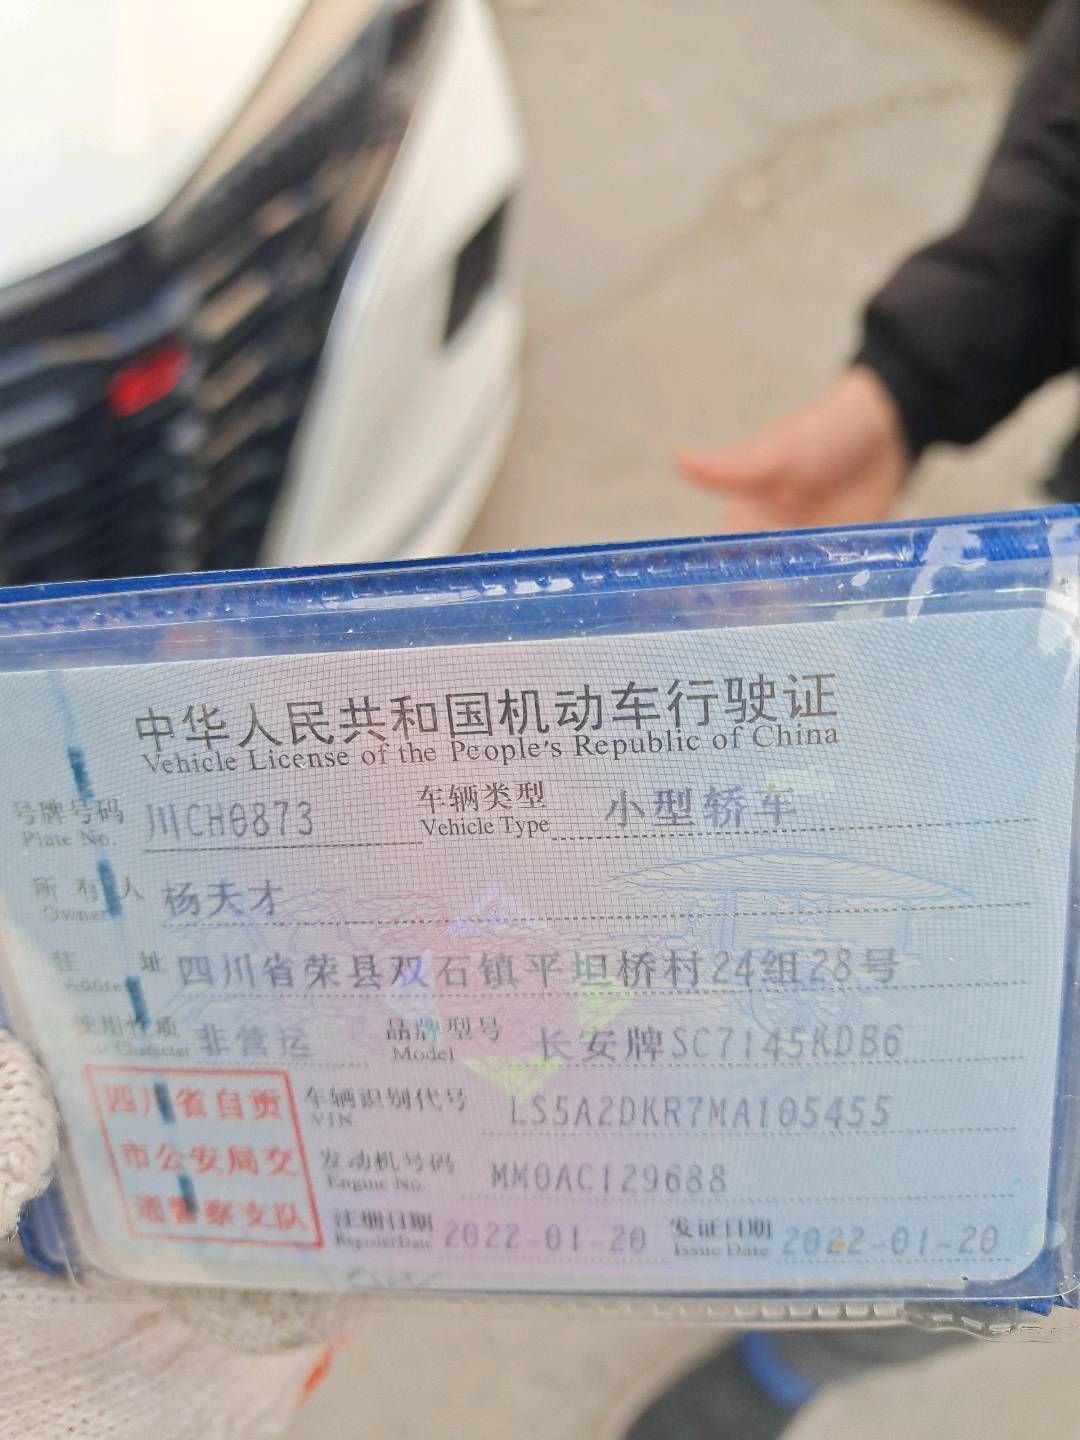 中华人民共和国机动车行驶证
Vehicle License of the People's Republic of China
号牌号码 川CH0873 车辆类型 小型轿车
Plate No. Vehicle Type
所有人 杨天才
Owner
住址 四川省荣县双石镇平坦桥村24组28号
Address
使用性质 非营运 品牌型号 长安牌SC7145KDB6
Use Character Model
四川省自贡 车辆识别代号 LS5A2DKR7MA105455
VIN
市公安局交 发动机号码 MM0AC129688
Engine No.
通警察支队 注册日期 2022-01-20 发证日期 2022-01-20
Register Date Issue Date